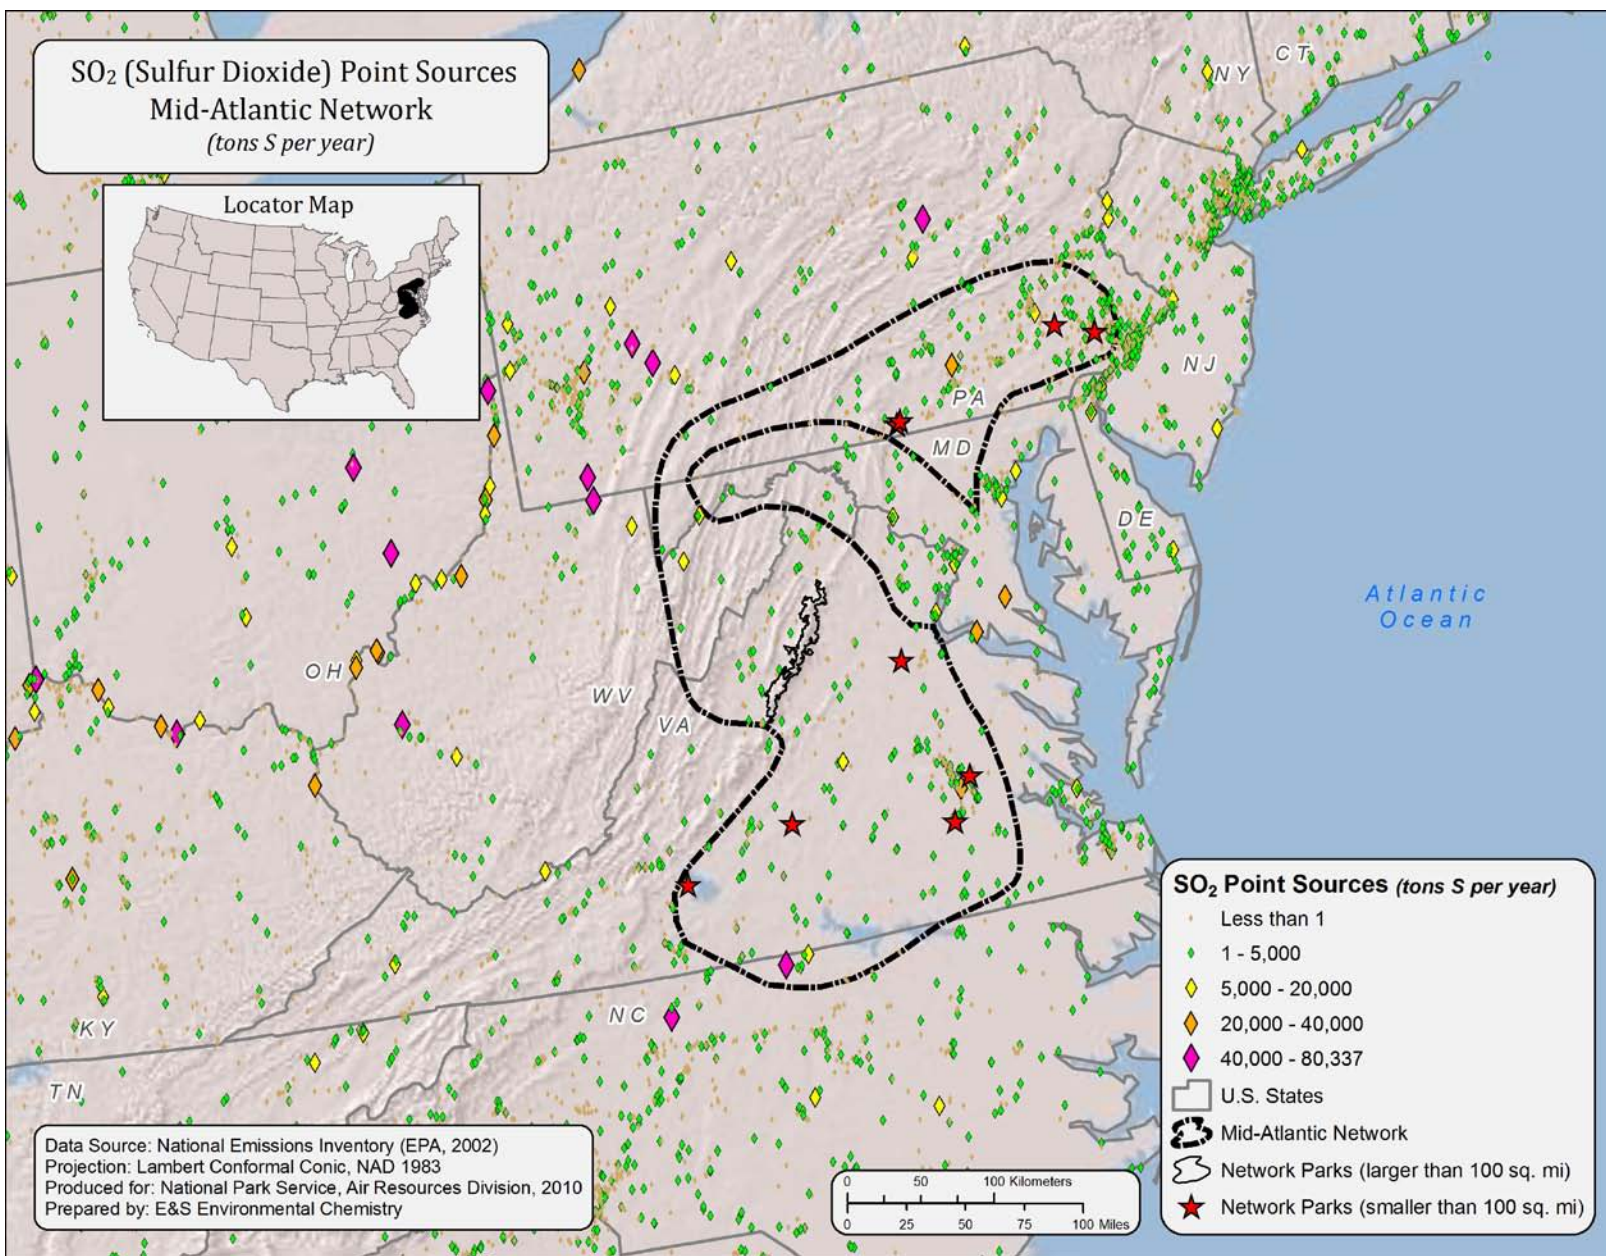 SO₂ (Sulfur Dioxide) Point Sources
Mid-Atlantic Network
(tons S per year)
Locator Map
NY
CT
NJ
PA
MD
DE
OH
WV
VA
KY
NC
TN
Atlantic
Ocean
SO₂ Point Sources (tons S per year)
Less than 1
1 - 5,000
5,000 - 20,000
20,000 - 40,000
40,000 - 80,337
U.S. States
Mid-Atlantic Network
Network Parks (larger than 100 sq. mi)
Network Parks (smaller than 100 sq. mi)
Data Source: National Emissions Inventory (EPA, 2002)
Projection: Lambert Conformal Conic, NAD 1983
Produced for: National Park Service, Air Resources Division, 2010
Prepared by: E&S Environmental Chemistry
0 50 100 Kilometers
0 25 50 75 100 Miles